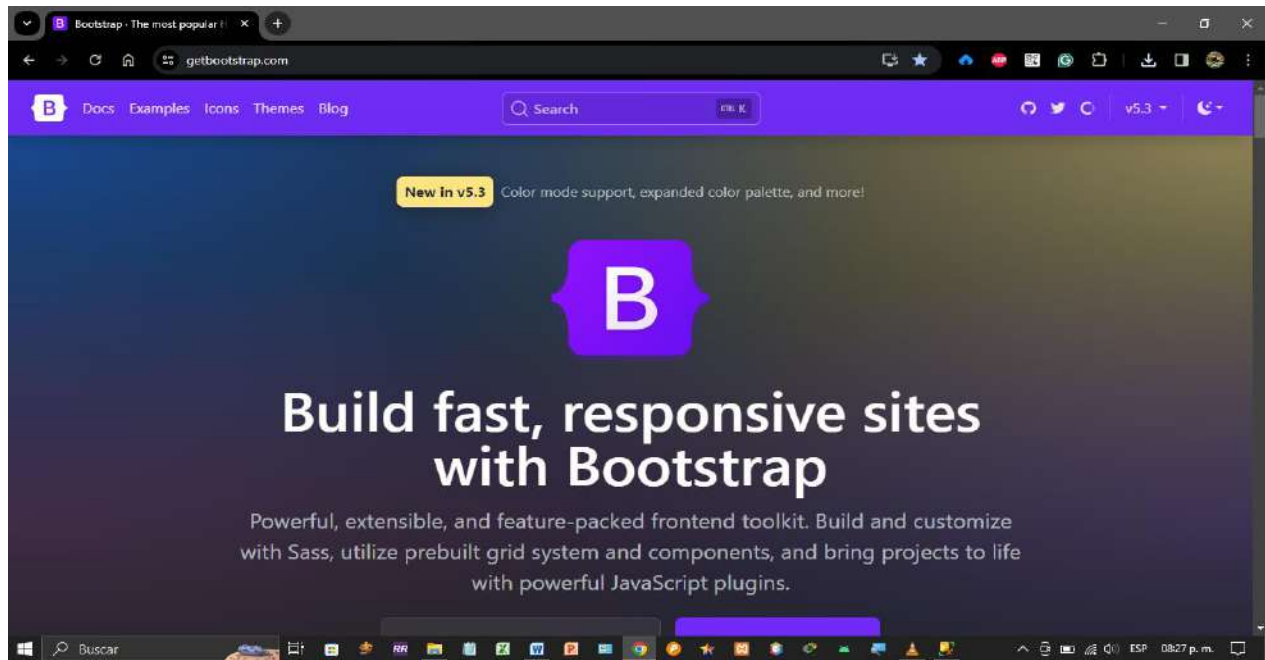 Bootstrap · The most popular H
getbootstrap.com
B Docs Examples Icons Themes Blog Search CTRL K v5.3
New in v5.3 Color mode support, expanded color palette, and more!
B
Build fast, responsive sites
with Bootstrap
Powerful, extensible, and feature-packed frontend toolkit. Build and customize
with Sass, utilize prebuilt grid system and components, and bring projects to life
with powerful JavaScript plugins.
Buscar RR ESP 08:27 p. m.